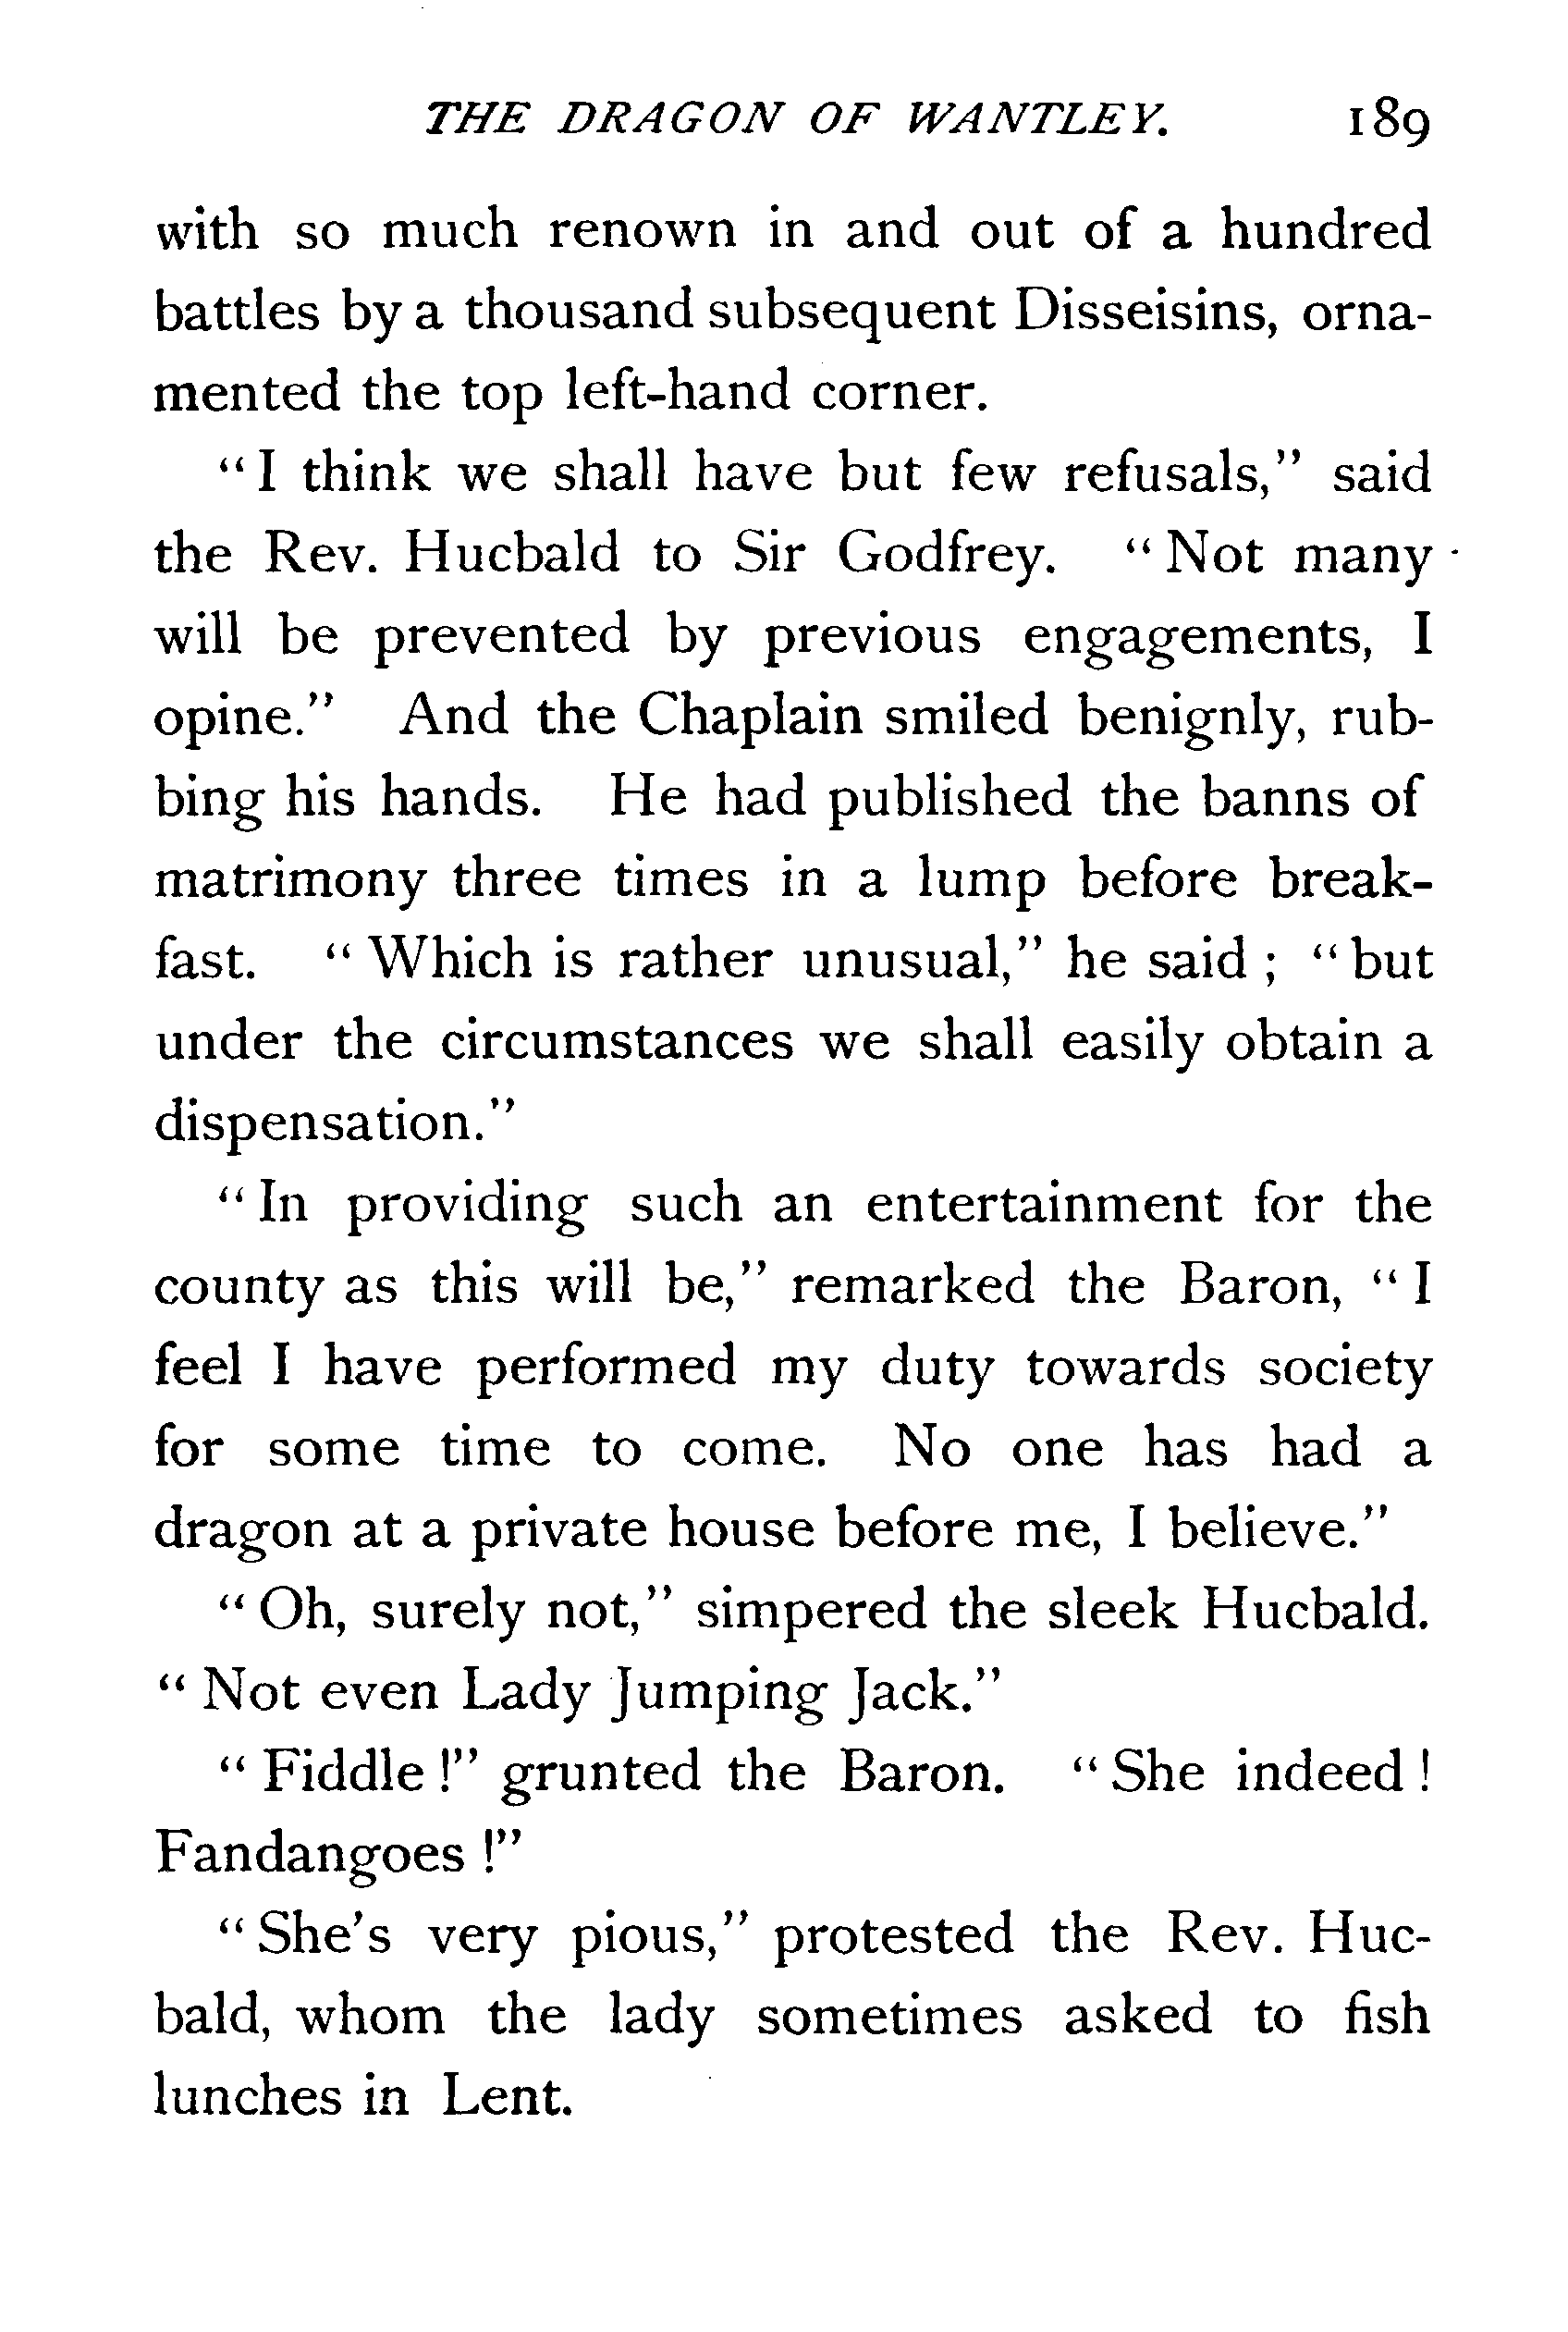 THE DRAGON OF WANTLEY. 189
with so much renown in and out of a hundred
battles by a thousand subsequent Disseisins, orna-
mented the top left-hand corner.
“I think we shall have but few refusals,” said
the Rev. Hucbald to Sir Godfrey. “Not many
will be prevented by previous engagements, I
opine.” And the Chaplain smiled benignly, rub-
bing his hands. He had published the banns of
matrimony three times in a lump before break-
fast. “Which is rather unusual,” he said ; “but
under the circumstances we shall easily obtain a
dispensation.”
“In providing such an entertainment for the
county as this will be,” remarked the Baron, “I
feel I have performed my duty towards society
for some time to come. No one has had a
dragon at a private house before me, I believe.”
“Oh, surely not,” simpered the sleek Hucbald.
“Not even Lady Jumping Jack.”
“Fiddle !” grunted the Baron. “She indeed !
Fandangoes !”
“She’s very pious,” protested the Rev. Huc-
bald, whom the lady sometimes asked to fish
lunches in Lent.